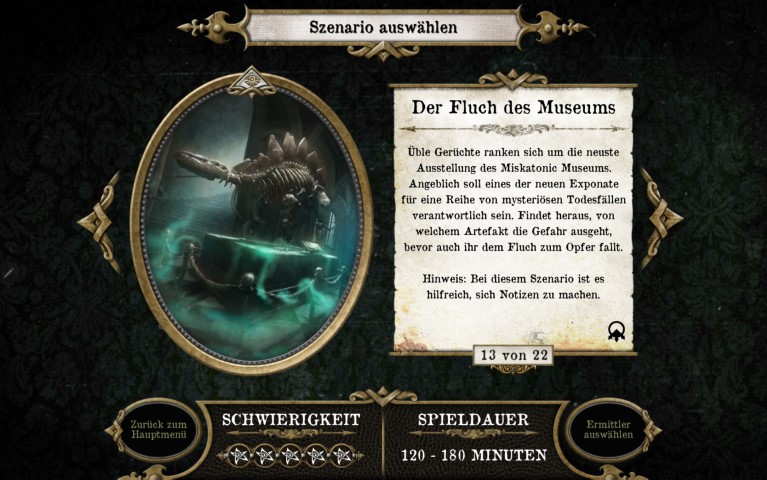 Szenario auswählen
Der Fluch des Museums
Üble Gerüchte ranken sich um die neuste
Ausstellung des Miskatonic Museums.
Angeblich soll eines der neuen Exponate
für eine Reihe von mysteriösen Todesfällen
verantwortlich sein. Findet heraus, von
welchem Artefakt die Gefahr ausgeht,
bevor auch ihr dem Fluch zum Opfer fallt.
Hinweis: Bei diesem Szenario ist es
hilfreich, sich Notizen zu machen.
13 von 22
Zurück zum
Hauptmenü
SCHWIERIGKEIT
SPIELDAUER
120 - 180 MINUTEN
Ermittler
auswählen